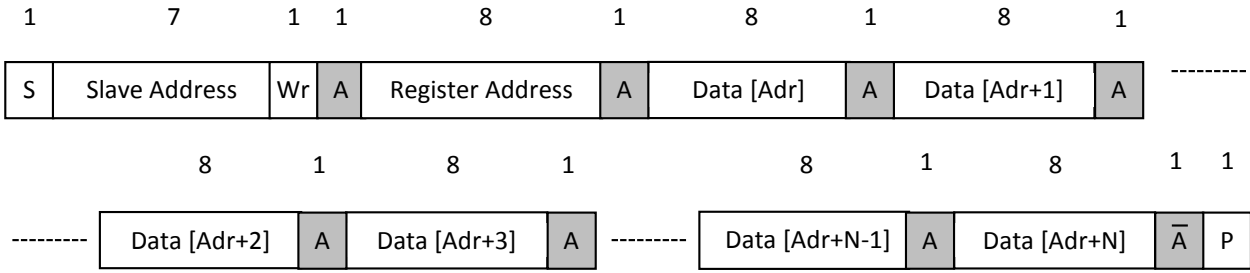 1 7 1 1 8 1 8 1 8 1
S Slave Address Wr A Register Address A Data [Adr] A Data [Adr+1] A
8 1 8 1 8 1 8 1 1
Data [Adr+2] A Data [Adr+3] A Data [Adr+N-1] A Data [Adr+N] A̅ P